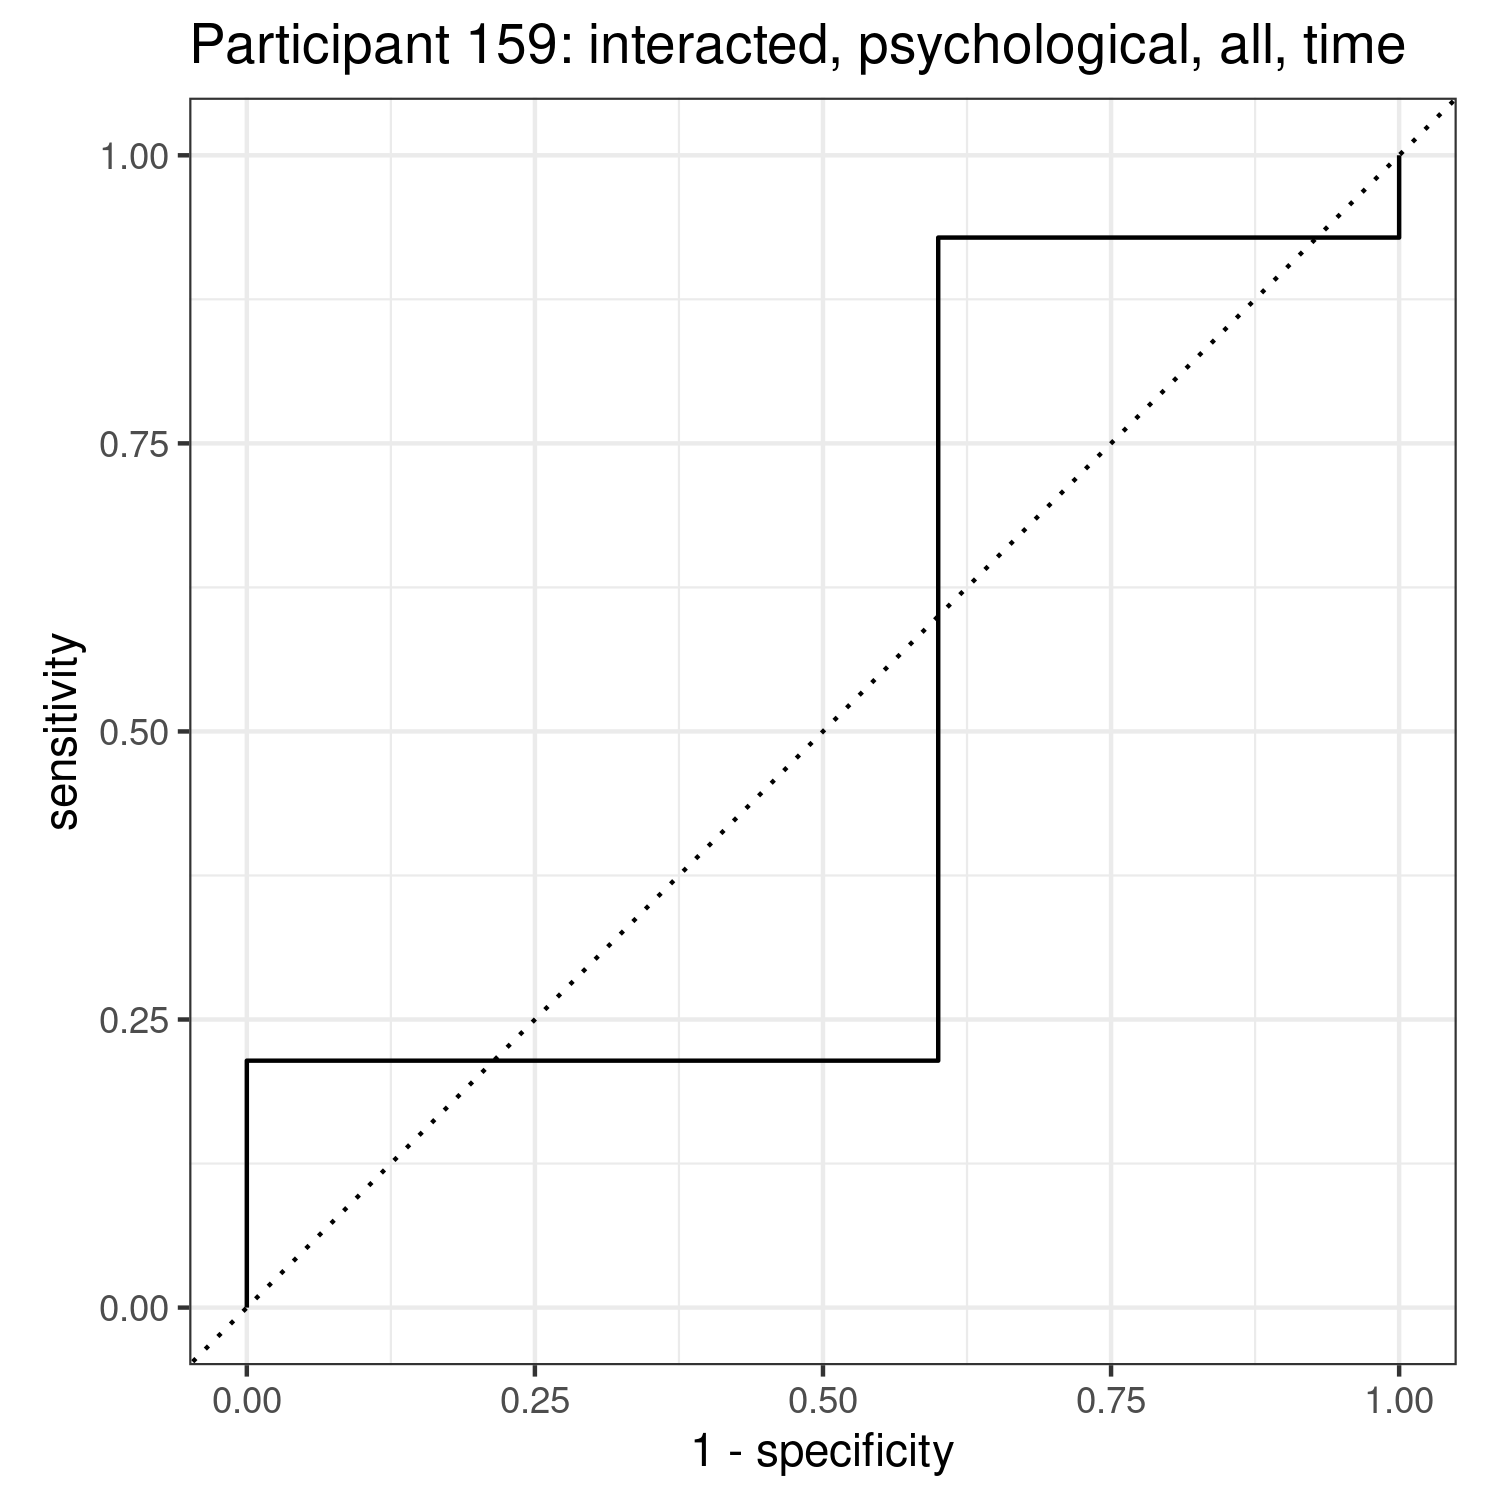 Participant 159: interacted, psychological, all, time
1.00
0.75
0.50
0.25
0.00
sensitivity
0.00 0.25 0.50 0.75 1.00
1 - specificity